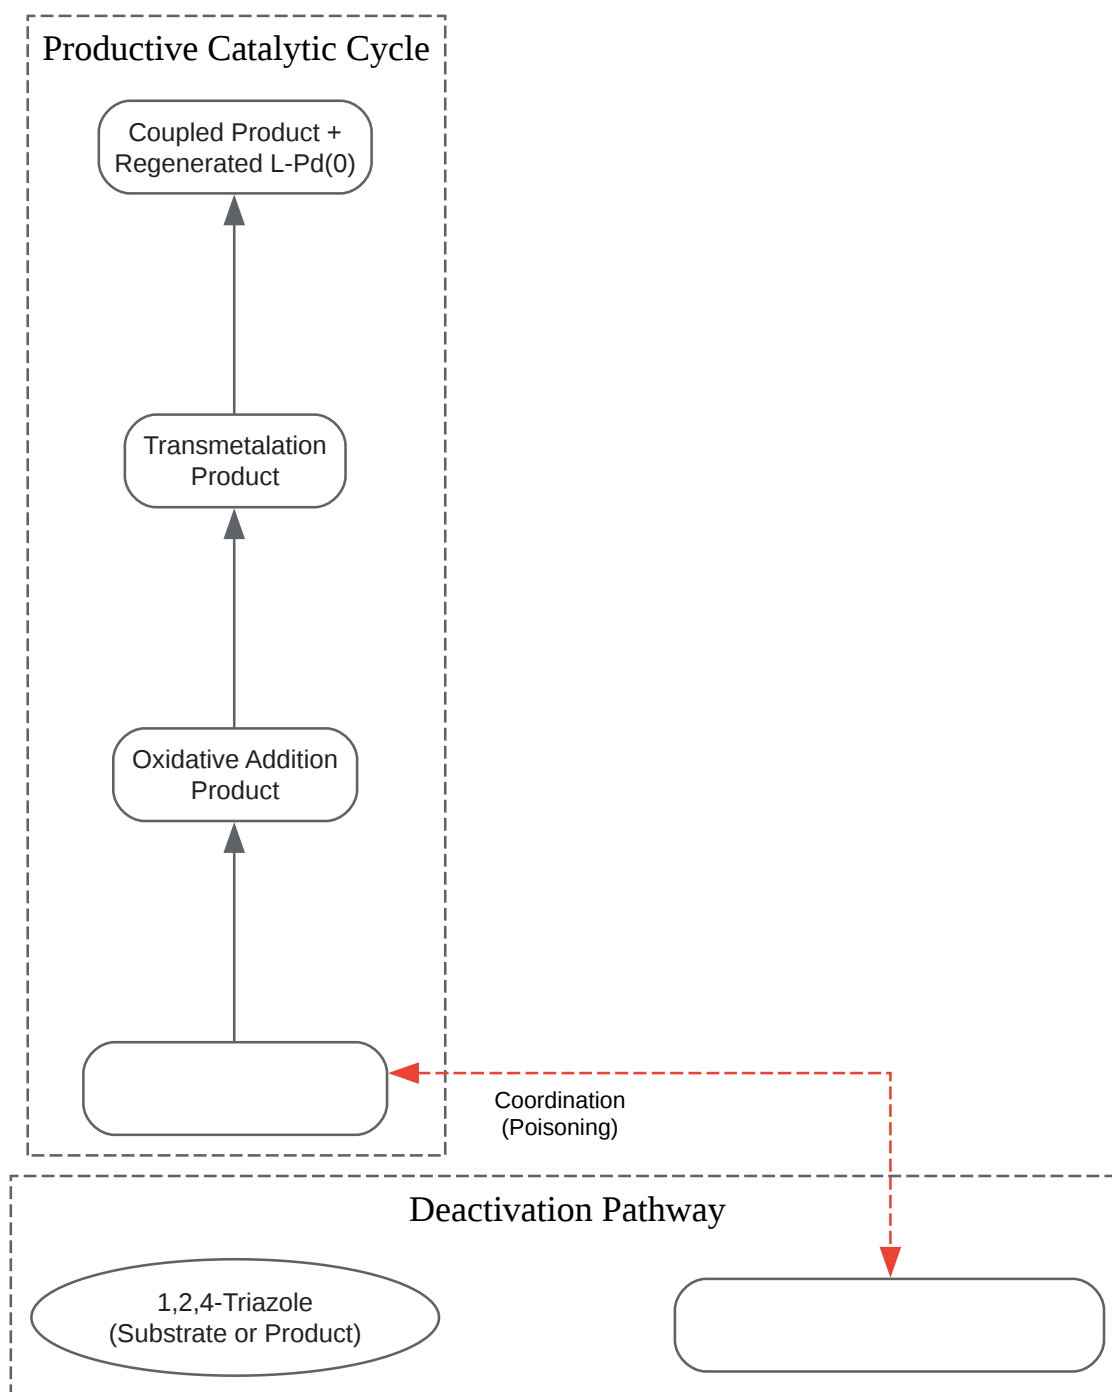 Productive Catalytic Cycle
Coupled Product +
Regenerated L-Pd(0)
Transmetalation
Product
Oxidative Addition
Product
Coordination
(Poisoning)
Deactivation Pathway
1,2,4-Triazole
(Substrate or Product)